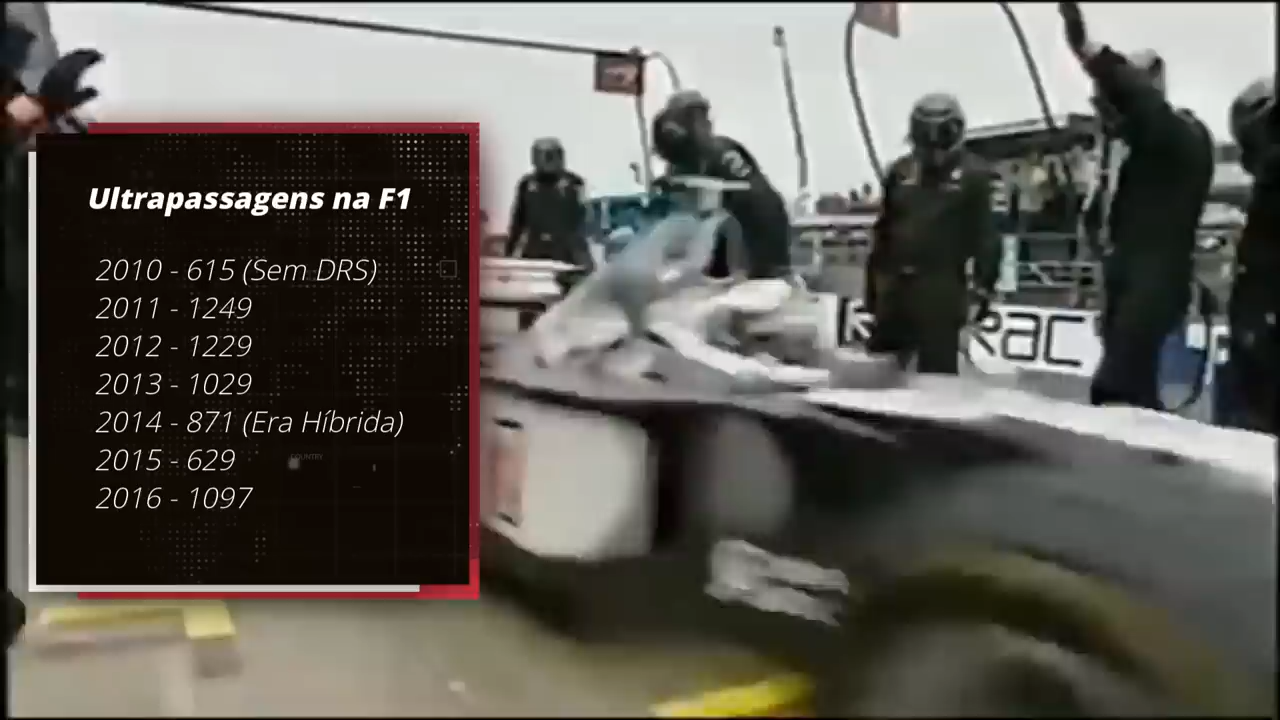 Ultrapassagens na F1
2010 - 615 (Sem DRS)
2011 - 1249
2012 - 1229
2013 - 1029
2014 - 871 (Era Híbrida)
2015 - 629
COUNTRY
2016 - 1097